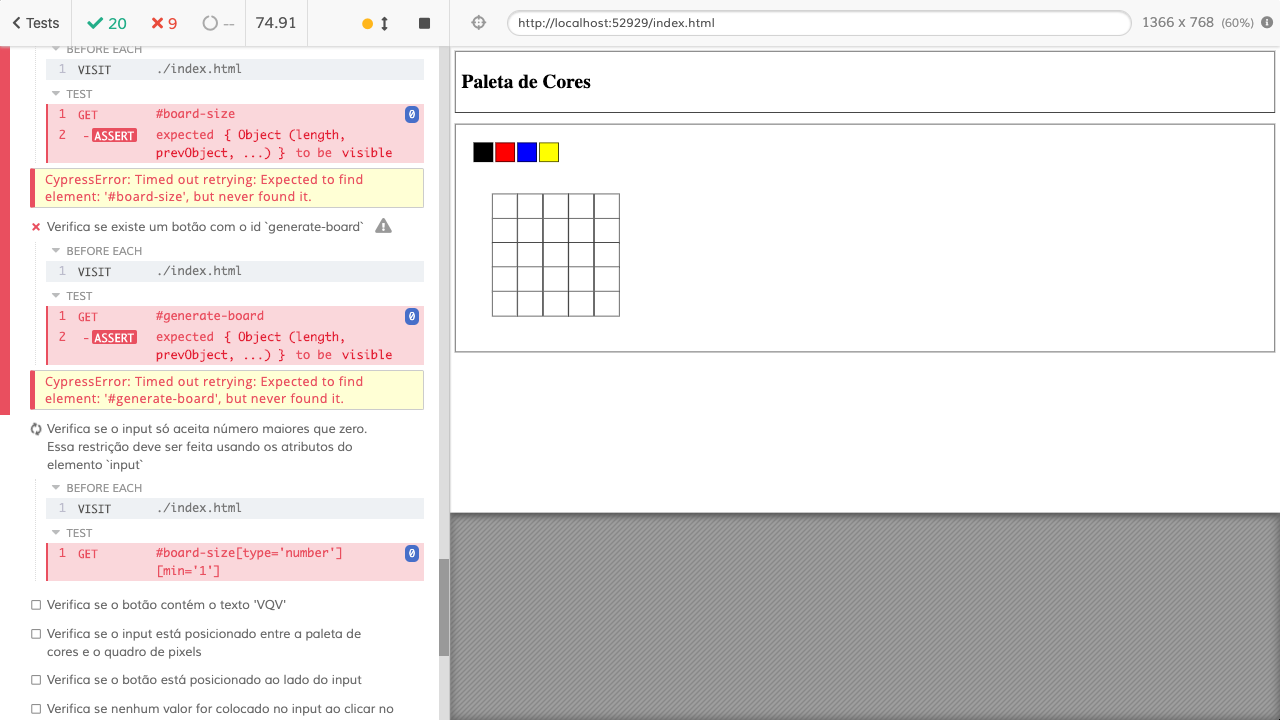 Tests 20 9 -- 74.91
http://localhost:52929/index.html 1366 x 768 (60%)
BEFORE EACH
1 VISIT ./index.html
TEST
1 GET #board-size 0
2 -ASSERT expected { Object (length,
prevObject, ...) } to be visible
CypressError: Timed out retrying: Expected to find
element: '#board-size', but never found it.
Verifica se existe um botão com o id `generate-board`
BEFORE EACH
1 VISIT ./index.html
TEST
1 GET #generate-board 0
2 -ASSERT expected { Object (length,
prevObject, ...) } to be visible
CypressError: Timed out retrying: Expected to find
element: '#generate-board', but never found it.
Verifica se o input só aceita número maiores que zero.
Essa restrição deve ser feita usando os atributos do
elemento `input`
BEFORE EACH
1 VISIT ./index.html
TEST
1 GET #board-size[type='number'] 0
[min='1']
Verifica se o botão contém o texto 'VQV'
Verifica se o input está posicionado entre a paleta de
cores e o quadro de pixels
Verifica se o botão está posicionado ao lado do input
Verifica se nenhum valor for colocado no input ao clicar no
Paleta de Cores